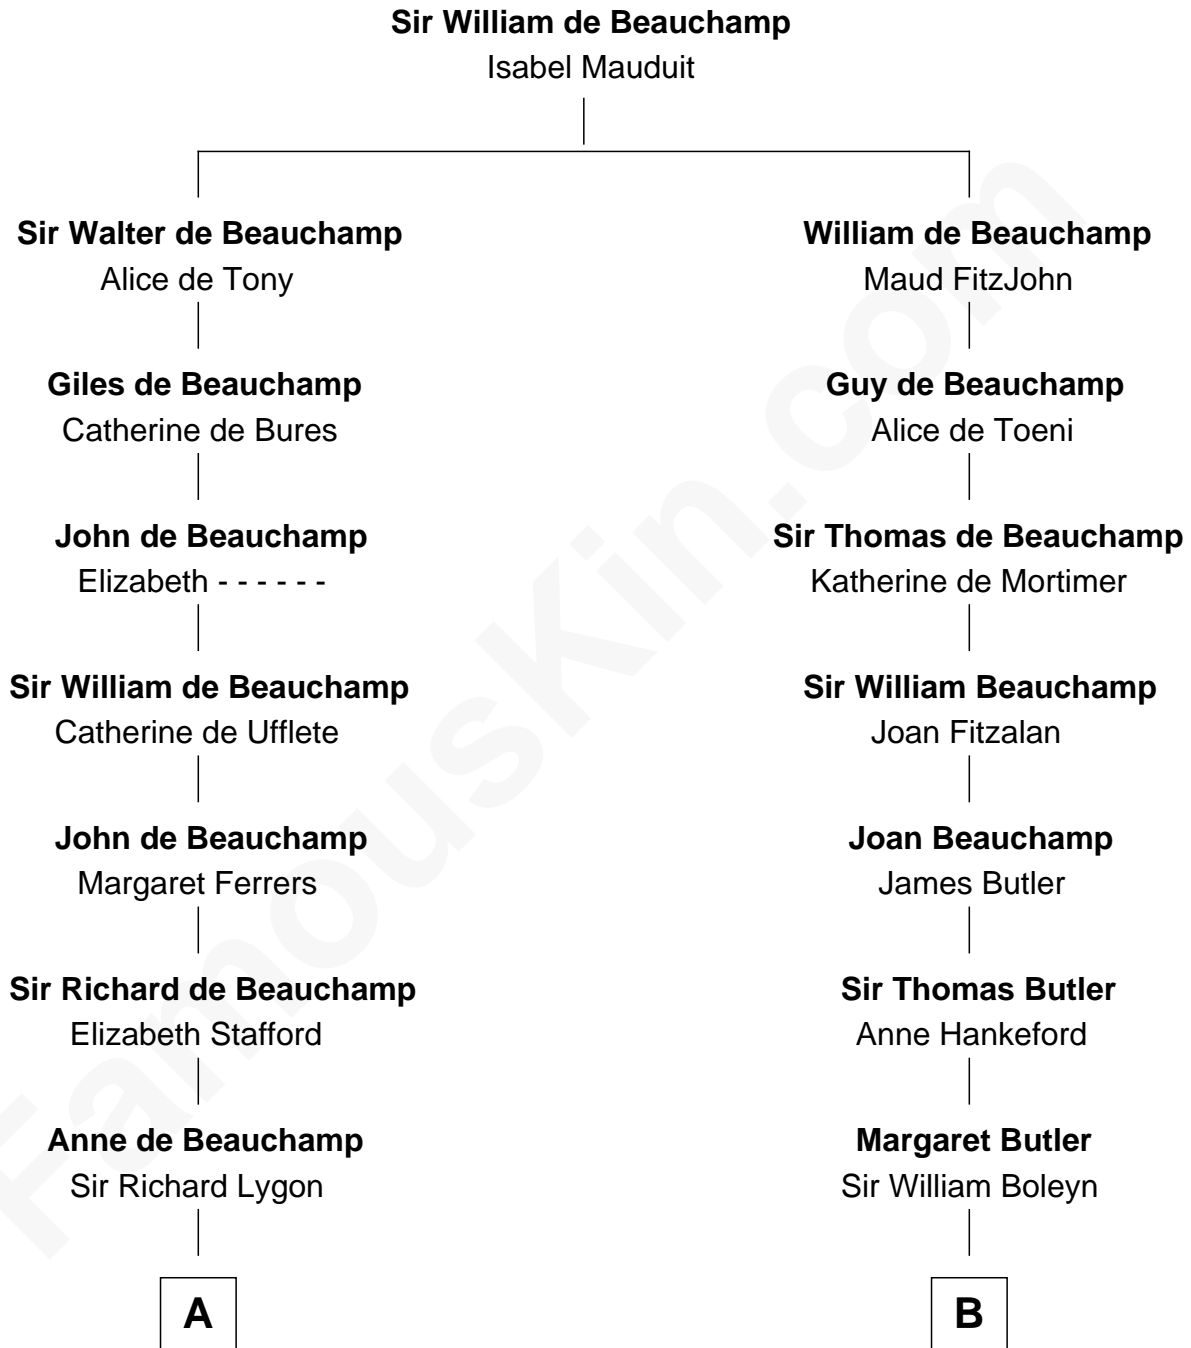 Sir William de Beauchamp
Isabel Mauduit
Sir Walter de Beauchamp
Alice de Tony
William de Beauchamp
Maud FitzJohn
Giles de Beauchamp
Catherine de Bures
Guy de Beauchamp
Alice de Toeni
John de Beauchamp
Elizabeth - - - - - -
Sir Thomas de Beauchamp
Katherine de Mortimer
Sir William de Beauchamp
Catherine de Ufflete
Sir William Beauchamp
Joan Fitzalan
John de Beauchamp
Margaret Ferrers
Joan Beauchamp
James Butler
Sir Richard de Beauchamp
Elizabeth Stafford
Sir Thomas Butler
Anne Hankeford
Anne de Beauchamp
Sir Richard Lygon
Margaret Butler
Sir William Boleyn
A
B
FamousKin.com